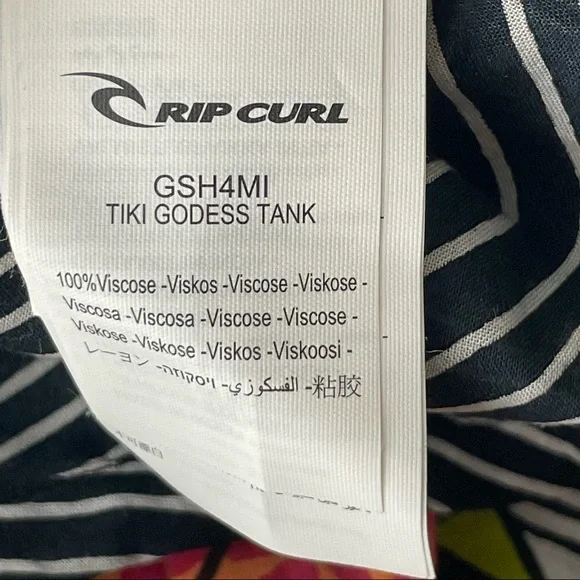 RIP CURL
GSH4MI
TIKI GODESS TANK
100%Viscose -Viskos -Viscose -Viskose -
Viscosa -Viscosa -Viscose -Viscose -
Viskose -Viskose -Viskos -Viskoosi -
レーヨン -ויסקוזה -الفسكوزي -粘胶